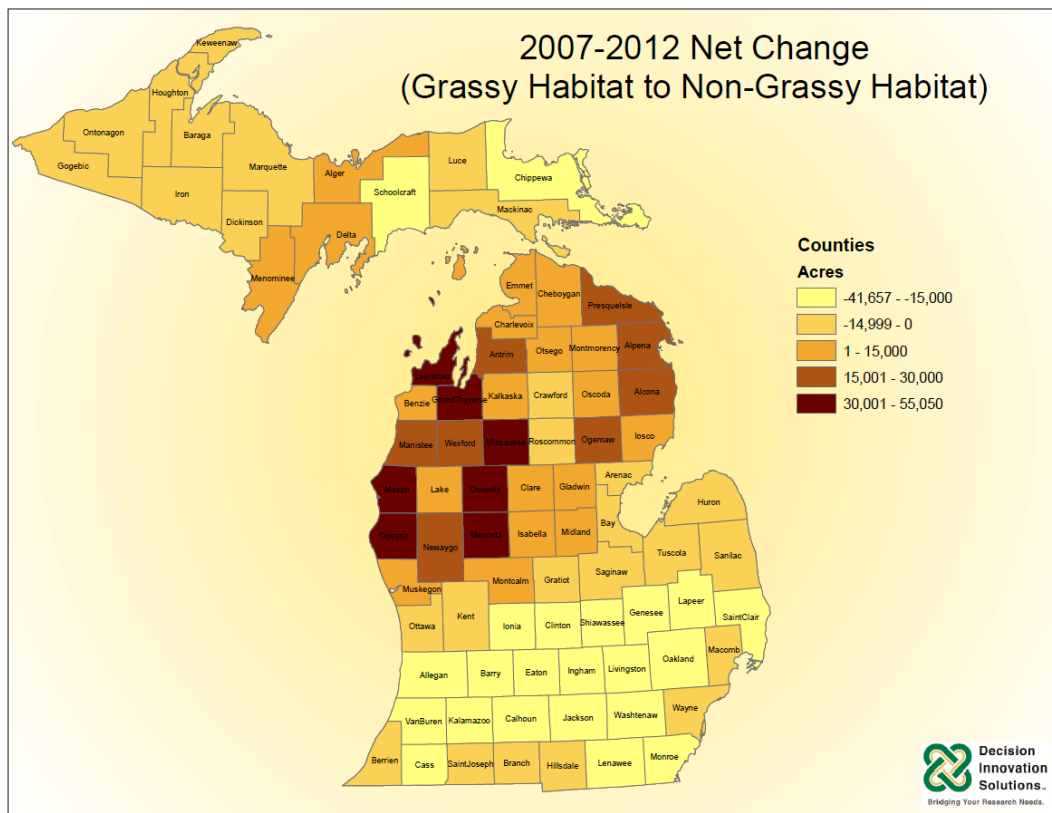 2007-2012 Net Change
(Grassy Habitat to Non-Grassy Habitat)
Keweenaw
Houghton
Ontonagon
Baraga
Gogebic
Marquette
Iron
Dickinson
Menominee
Alger
Delta
Schoolcraft
Luce
Chippewa
Mackinac
Counties
Acres
-41,657 - -15,000
-14,999 - 0
1 - 15,000
15,001 - 30,000
30,001 - 55,050
Emmet
Cheboygan
PresqueIsle
Charlevoix
Leelanau
Antrim
Otsego
Montmorency
Alpena
Benzie
GrandTraverse
Kalkaska
Crawford
Oscoda
Alcona
Manistee
Wexford
Missaukee
Roscommon
Ogemaw
Iosco
Mason
Lake
Osceola
Clare
Gladwin
Arenac
Huron
Oceana
Newaygo
Mecosta
Isabella
Midland
Bay
Tuscola
Sanilac
Muskegon
Montcalm
Gratiot
Saginaw
Ottawa
Kent
Ionia
Clinton
Shiawassee
Genesee
Lapeer
SaintClair
Allegan
Barry
Eaton
Ingham
Livingston
Oakland
Macomb
VanBuren
Kalamazoo
Calhoun
Jackson
Washtenaw
Wayne
Berrien
Cass
SaintJoseph
Branch
Hillsdale
Lenawee
Monroe
Decision
Innovation
Solutions
Bridging Your Research Needs.